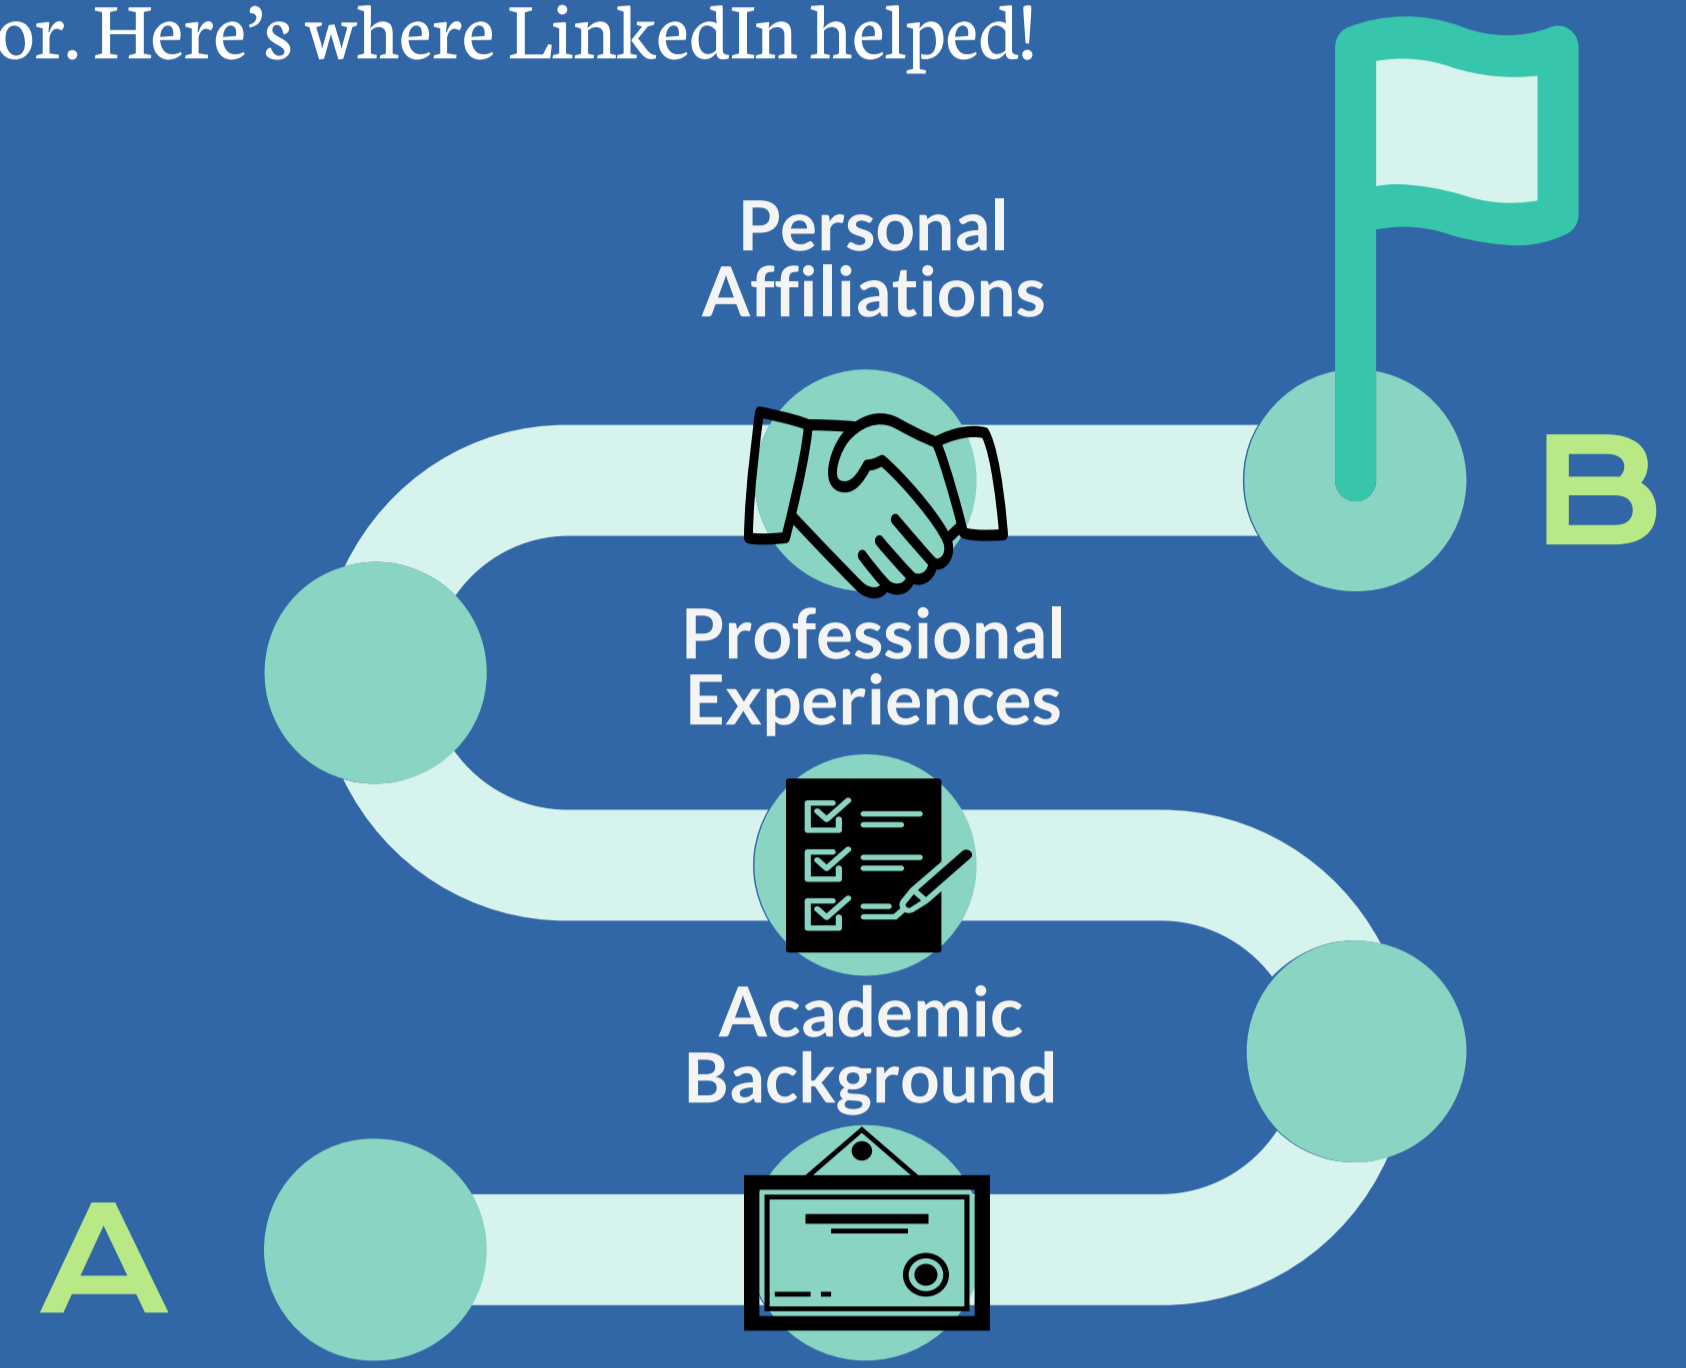 or. Here’s where LinkedIn helped!
Personal
Affiliations
B
Professional
Experiences
Academic
Background
A